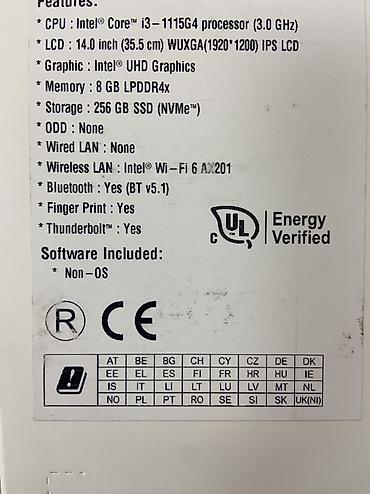 Features:
* CPU : Intel® Core™ i3-1115G4 processor (3.0 GHz)
* LCD : 14.0 inch (35.5 cm) WUXGA(1920*1200) IPS LCD
* Graphic : Intel® UHD Graphics
* Memory : 8 GB LPDDR4x
* Storage : 256 GB SSD (NVMe™)
* ODD : None
* Wired LAN : None
* Wireless LAN : Intel® Wi-Fi 6 AX201
* Bluetooth : Yes (BT v5.1)
* Finger Print : Yes
* Thunderbolt™ : Yes
C UL ™ Energy
Verified
Software Included:
* Non-OS
R CE
AT BE BG CH CY CZ DE DK
EE EL ES FI FR HR HU IE
IS IT LI LT LU LV MT NL
NO PL PT RO SE SI SK UK(NI)